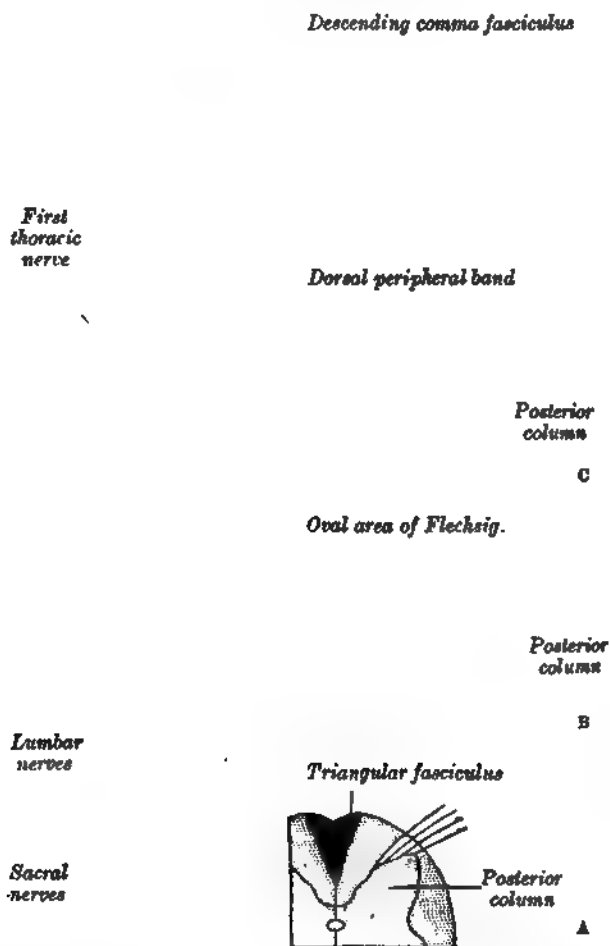 Descending comma fasciculus
First
thoracic
nerve
Dorsal peripheral band
Posterior
column
C
Oval area of Flechsig.
Posterior
column
B
Lumbar
nerves
Triangular fasciculus
Sacral
nerves
Posterior
column
A